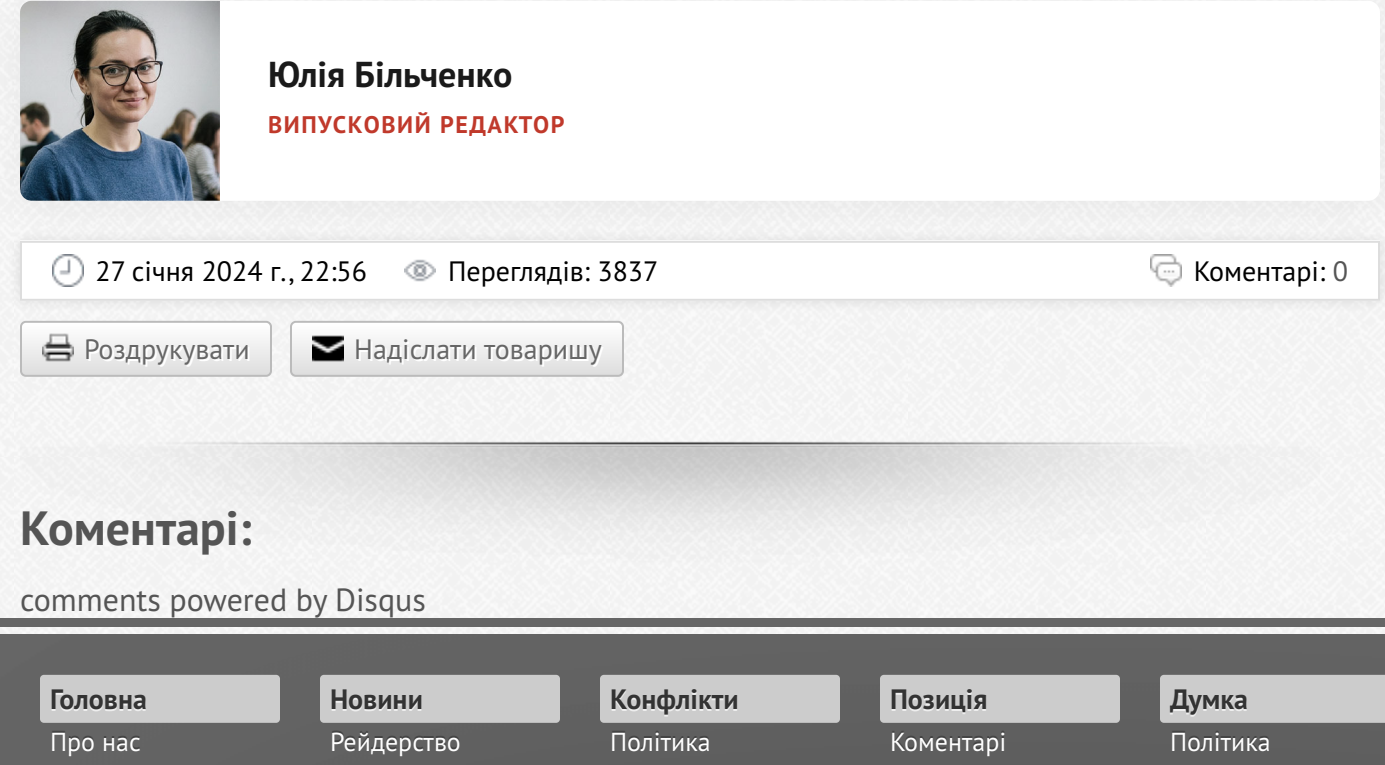 Юлія Більченко
ВИПУСКОВИЙ РЕДАКТОР
27 січня 2024 г., 22:56 Переглядів: 3837 Коментарі: 0
Роздрукувати Надіслати товаришу
Коментарі:
comments powered by Disqus
Головна Новини Конфлікти Позиція Думка
Про нас Рейдерство Політика Коментарі Політика